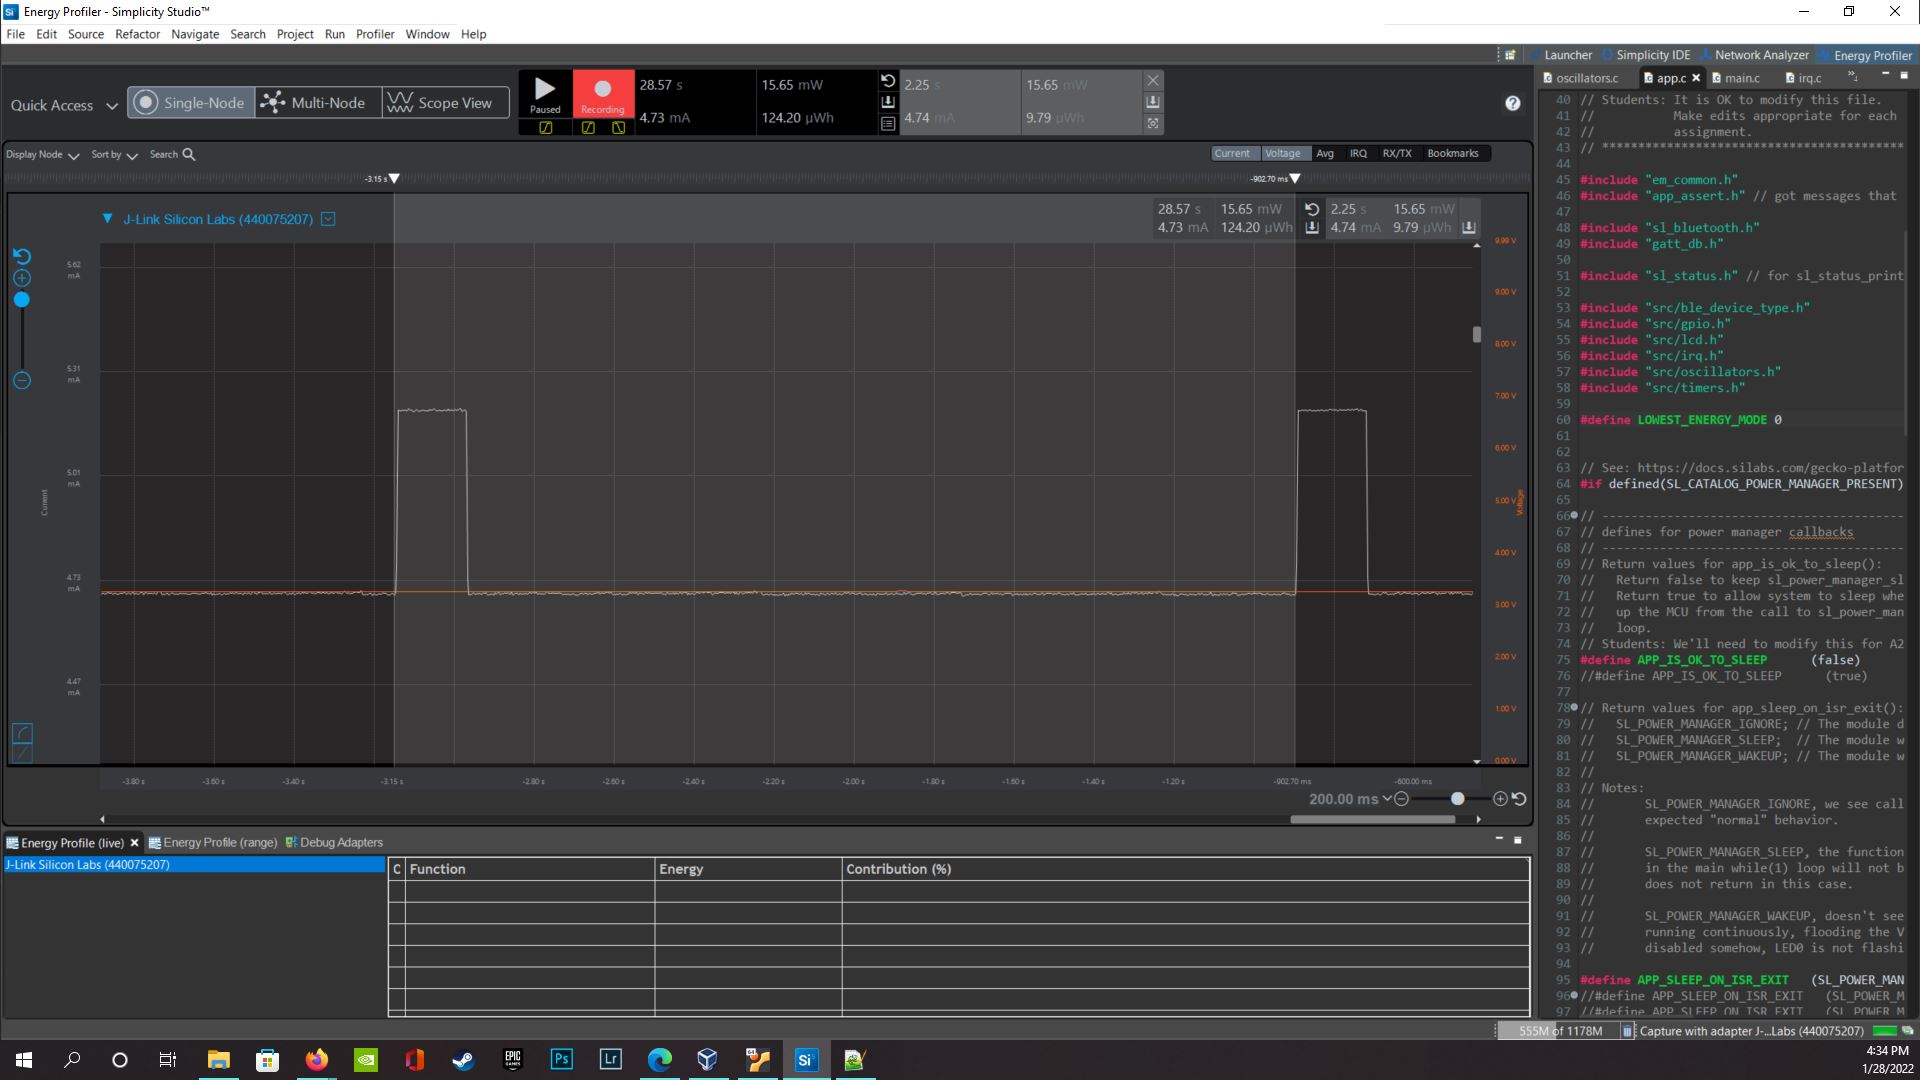 Energy Profiler - Simplicity Studio™
File Edit Source Refactor Navigate Search Project Run Profiler Window Help
Launcher Simplicity IDE Network Analyzer Energy Profiler
Quick Access Single-Node Multi-Node Scope View
Paused Recording
28.57 s 15.65 mW 2.25 s 15.65 mW
4.73 mA 124.20 µWh 4.74 mA 9.79 µWh
Display Node Sort by Search
Current Voltage Avg IRQ RX/TX Bookmarks
-3.15 s -902.70 ms
J-Link Silicon Labs (440075207)
28.57 s 15.65 mW 2.25 s 15.65 mW
4.73 mA 124.20 µWh 4.74 mA 9.79 µWh
5.62 mA
5.31 mA
5.01 mA
4.73 mA
4.47 mA
Current
9.99 V
9.00 V
8.00 V
7.00 V
6.00 V
5.00 V
4.00 V
3.00 V
2.00 V
1.00 V
0.00 V
Voltage
-3.80 s -3.60 s -3.40 s -3.15 s -2.80 s -2.60 s -2.40 s -2.20 s -2.00 s -1.80 s -1.60 s -1.40 s -1.20 s -902.70 ms -600.00 ms
200.00 ms
Energy Profile (live) Energy Profile (range) Debug Adapters
J-Link Silicon Labs (440075207)
C Function Energy Contribution (%)
oscillators.c app.c main.c irq.c
40 // Students: It is OK to modify this file.
41 // Make edits appropriate for each
42 // assignment.
43 // ******************************************
44
45 #include "em_common.h"
46 #include "app_assert.h" // got messages that
47
48 #include "sl_bluetooth.h"
49 #include "gatt_db.h"
50
51 #include "sl_status.h" // for sl_status_print
52
53 #include "src/ble_device_type.h"
54 #include "src/gpio.h"
55 #include "src/lcd.h"
56 #include "src/irq.h"
57 #include "src/oscillators.h"
58 #include "src/timers.h"
59
60 #define LOWEST_ENERGY_MODE 0
61
62
63 // See: https://docs.silabs.com/gecko-platfor
64 #if defined(SL_CATALOG_POWER_MANAGER_PRESENT)
65
66 // ------------------------------------------
67 // defines for power manager callbacks
68 // ------------------------------------------
69 // Return values for app_is_ok_to_sleep():
70 // Return false to keep sl_power_manager_sl
71 // Return true to allow system to sleep whe
72 // up the MCU from the call to sl_power_man
73 // loop.
74 // Students: We'll need to modify this for A2
75 #define APP_IS_OK_TO_SLEEP (false)
76 //#define APP_IS_OK_TO_SLEEP (true)
77
78 // Return values for app_sleep_on_isr_exit():
79 // SL_POWER_MANAGER_IGNORE; // The module d
80 // SL_POWER_MANAGER_SLEEP; // The module w
81 // SL_POWER_MANAGER_WAKEUP; // The module w
82 //
83 // Notes:
84 // SL_POWER_MANAGER_IGNORE, we see call
85 // expected "normal" behavior.
86 //
87 // SL_POWER_MANAGER_SLEEP, the function
88 // in the main while(1) loop will not b
89 // does not return in this case.
90 //
91 // SL_POWER_MANAGER_WAKEUP, doesn't see
92 // running continuously, flooding the V
93 // disabled somehow, LED0 is not flashi
94
95 #define APP_SLEEP_ON_ISR_EXIT (SL_POWER_MAN
96 //#define APP_SLEEP_ON_ISR_EXIT (SL_POWER_M
97 //#define APP_SLEEP_ON_ISR_EXIT (SL_POWER_M
555M of 1178M Capture with adapter J-...Labs (440075207)
4:34 PM
1/28/2022